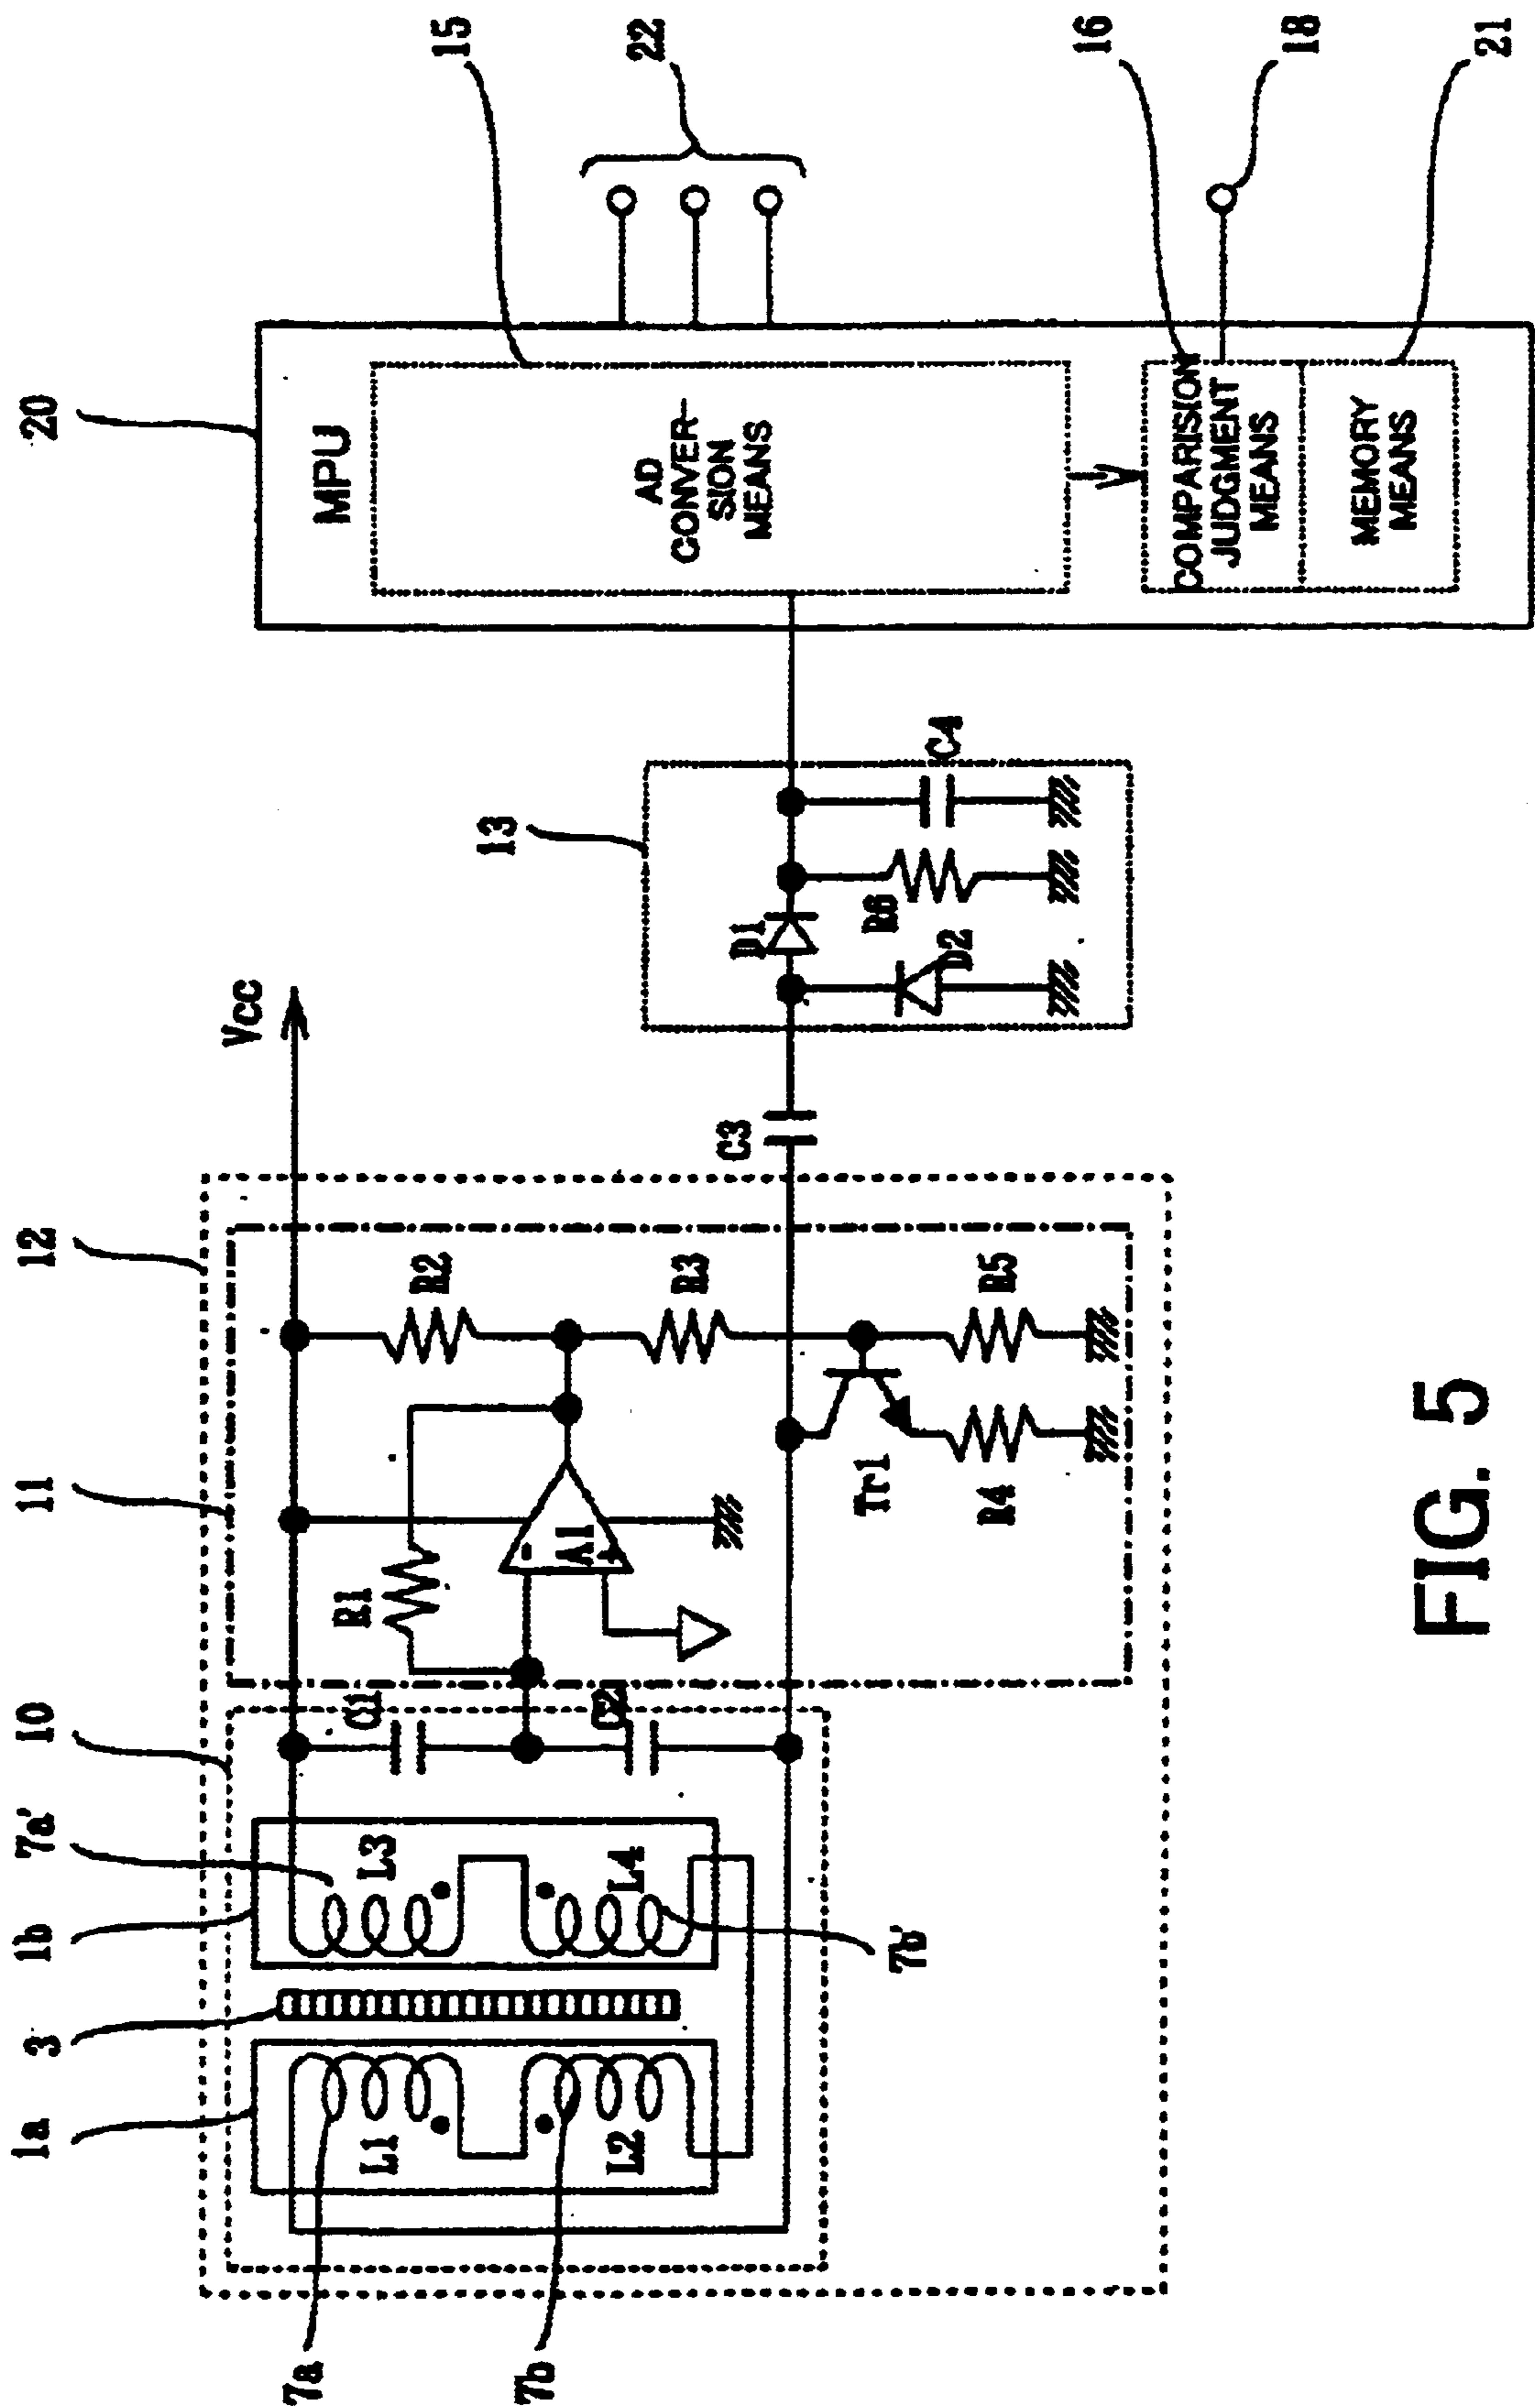 20
MPU
15
AD
CONVER-
SION
MEANS
22
16
COMPARISION
JUDGMENT
MEANS
18
MEMORY
MEANS
21
13
D1
D2
R6
C4
Vcc
C3
12
11
R1
R2
R3
A1
-
+
Tr1
R4
R5
10
C1
C2
7a'
1b
L3
L4
7b'
3
1a
L1
L2
7a
7b
FIG. 5